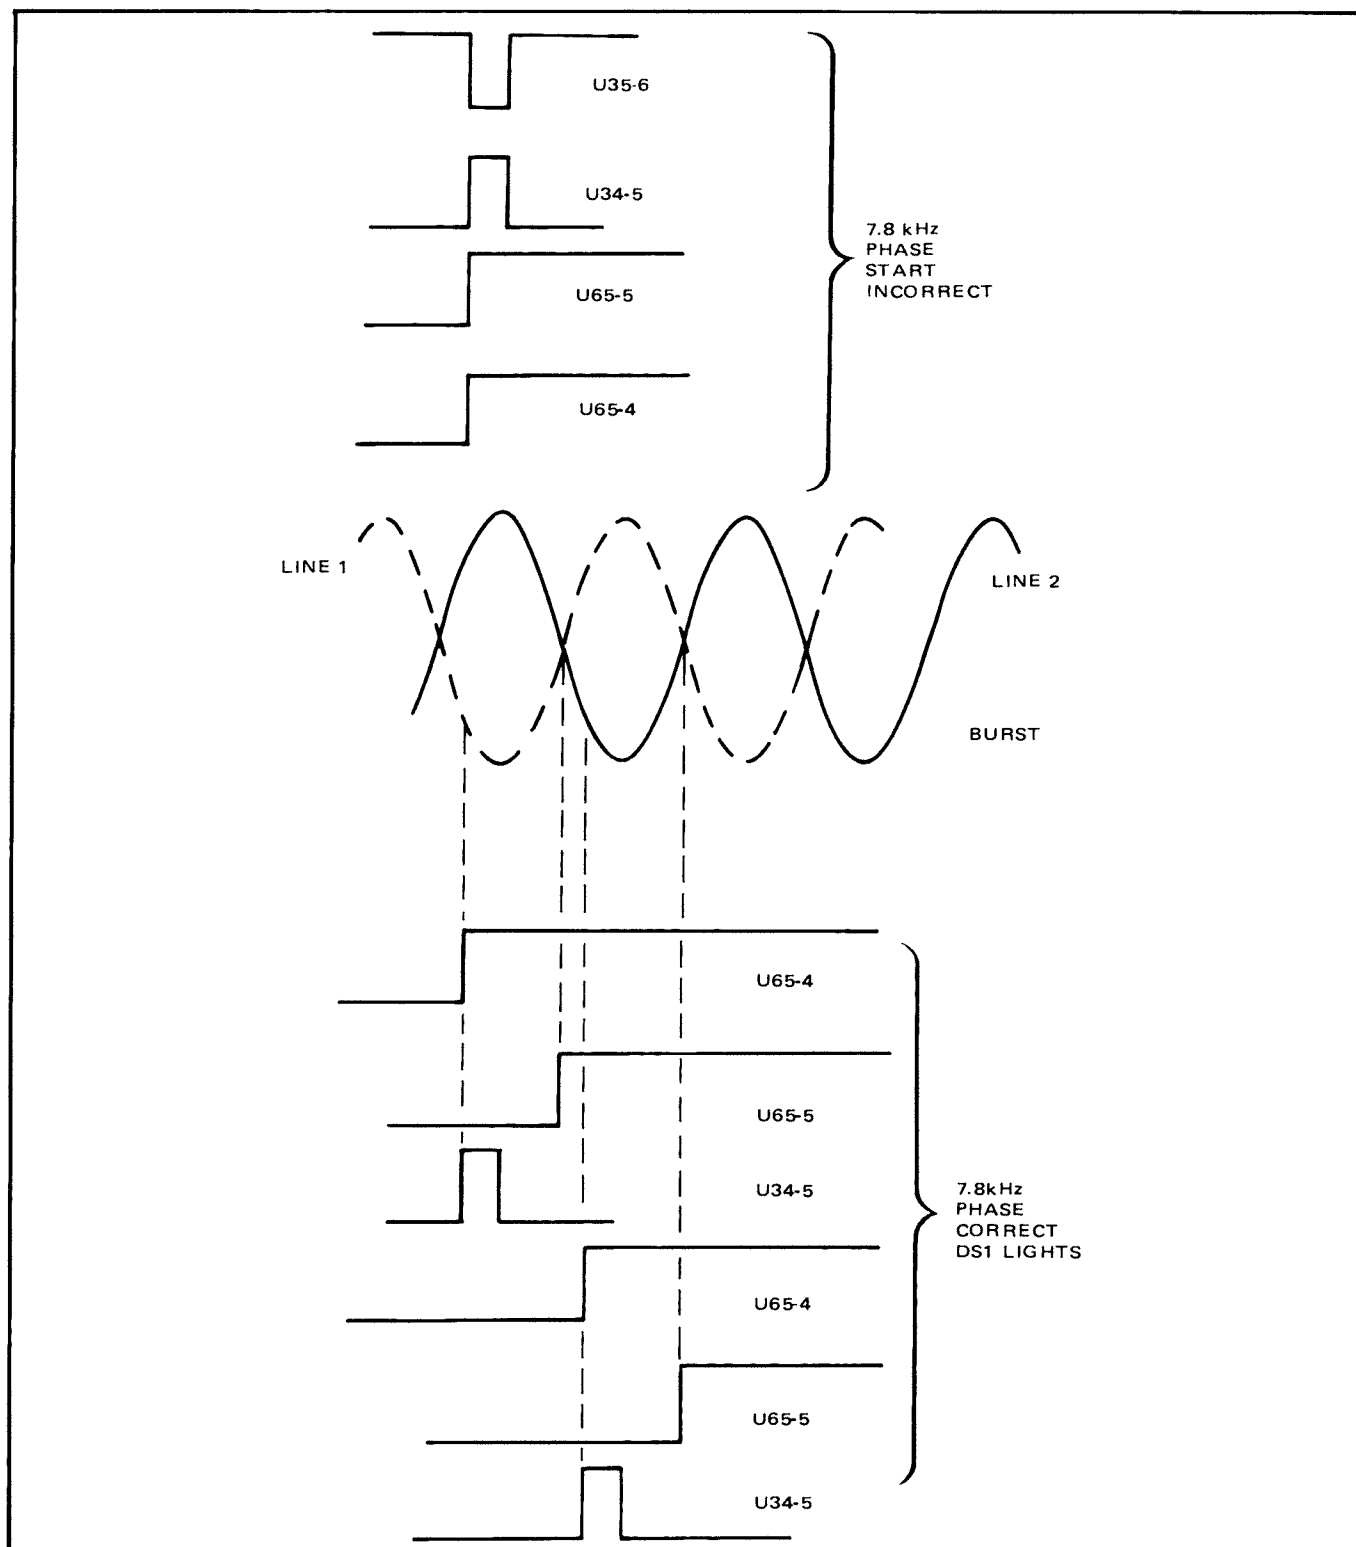 U35-6
U34-5
U65-5
U65-4
7.8 kHz
PHASE
START
INCORRECT
LINE 1
LINE 2
BURST
U65-4
U65-5
U34-5
U65-4
U65-5
U34-5
7.8kHz
PHASE
CORRECT
DS1 LIGHTS